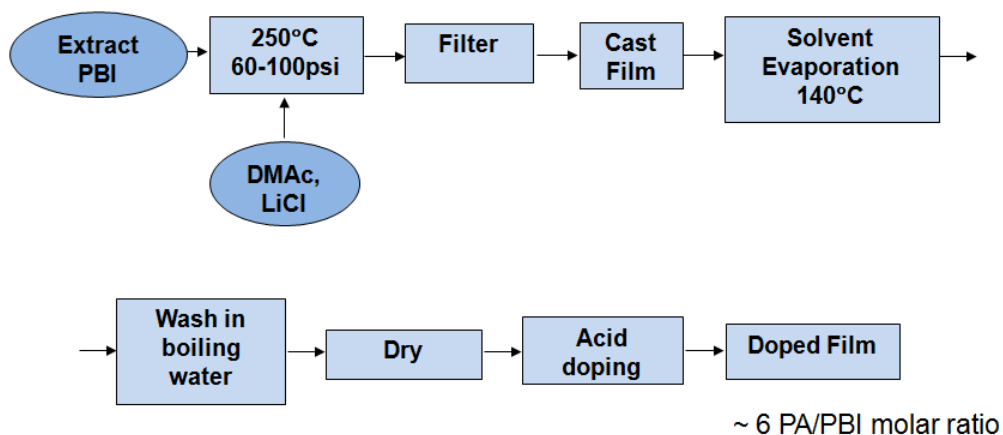 Extract
PBI
250°C
60-100psi
Filter
Cast
Film
Solvent
Evaporation
140°C
DMAc,
LiCl
Wash in
boiling
water
Dry
Acid
doping
Doped Film
~ 6 PA/PBI molar ratio